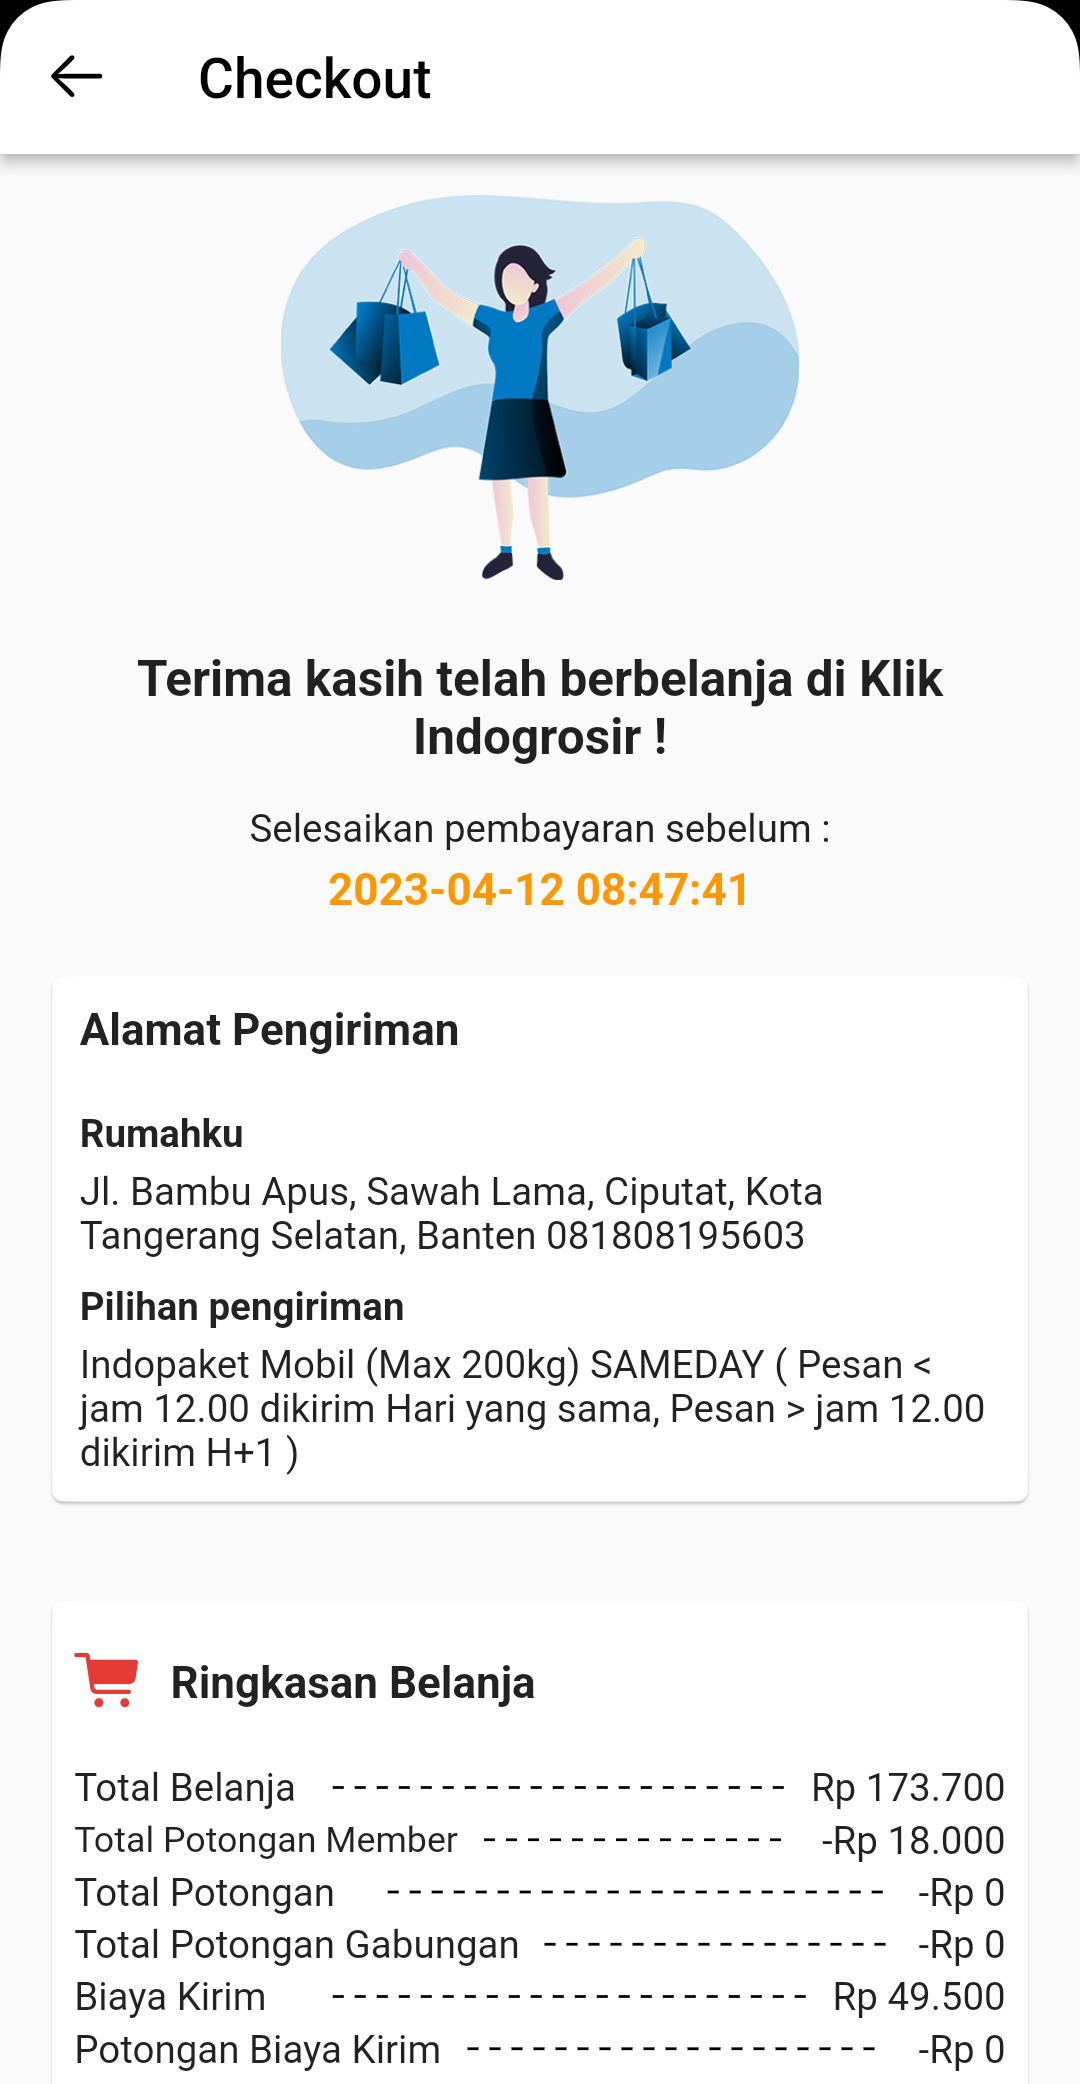 Checkout
Terima kasih telah berbelanja di Klik
Indogrosir !
Selesaikan pembayaran sebelum :
2023-04-12 08:47:41
Alamat Pengiriman
Rumahku
Jl. Bambu Apus, Sawah Lama, Ciputat, Kota
Tangerang Selatan, Banten 081808195603
Pilihan pengiriman
Indopaket Mobil (Max 200kg) SAMEDAY ( Pesan <
jam 12.00 dikirim Hari yang sama, Pesan > jam 12.00
dikirim H+1 )
Ringkasan Belanja
Total Belanja --------------------- Rp 173.700
Total Potongan Member -------------- -Rp 18.000
Total Potongan ----------------------- -Rp 0
Total Potongan Gabungan ---------------- -Rp 0
Biaya Kirim ---------------------- Rp 49.500
Potongan Biaya Kirim ------------------- -Rp 0